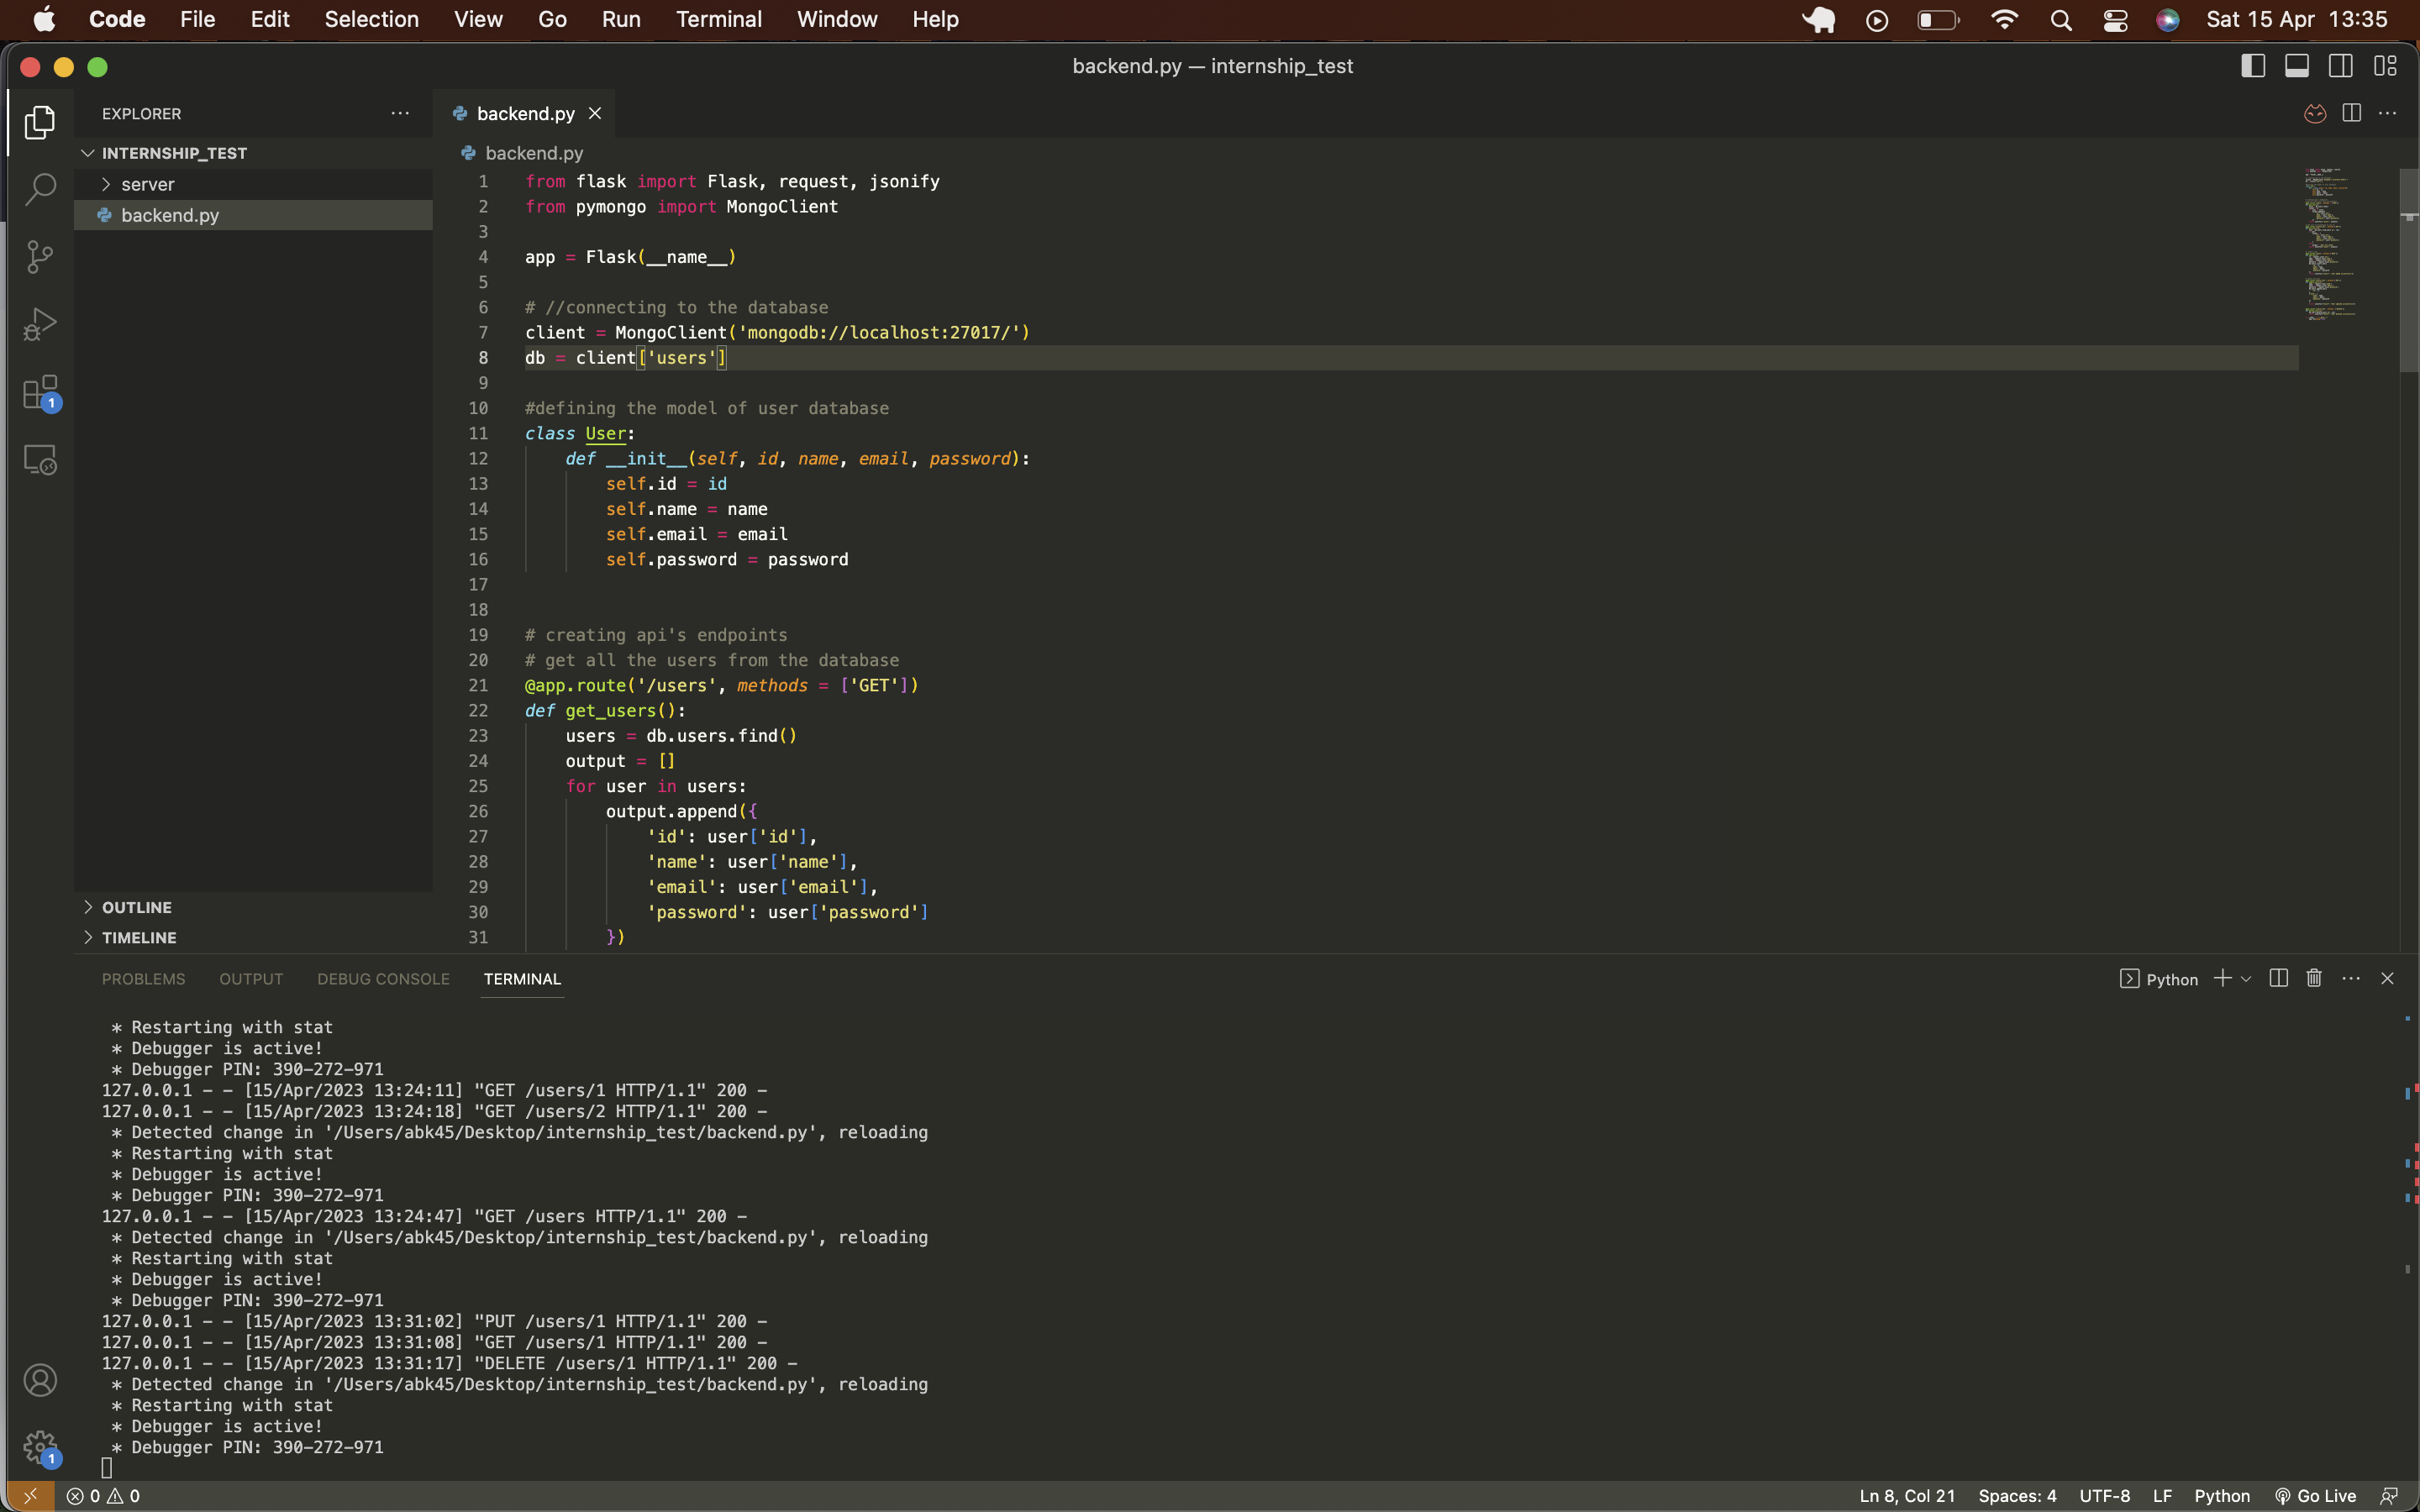 Code File Edit Selection View Go Run Terminal Window Help Sat 15 Apr 13:35
backend.py — internship_test
EXPLORER
INTERNSHIP_TEST
server
backend.py
OUTLINE
TIMELINE
1
1
backend.py
backend.py
1 from flask import Flask, request, jsonify
2 from pymongo import MongoClient
3
4 app = Flask(__name__)
5
6 # //connecting to the database
7 client = MongoClient('mongodb://localhost:27017/')
8 db = client['users']
9
10 #defining the model of user database
11 class User:
12     def __init__(self, id, name, email, password):
13         self.id = id
14         self.name = name
15         self.email = email
16         self.password = password
17
18
19 # creating api's endpoints
20 # get all the users from the database
21 @app.route('/users', methods = ['GET'])
22 def get_users():
23     users = db.users.find()
24     output = []
25     for user in users:
26         output.append({
27             'id': user['id'],
28             'name': user['name'],
29             'email': user['email'],
30             'password': user['password']
31         })
PROBLEMS OUTPUT DEBUG CONSOLE TERMINAL Python
* Restarting with stat
* Debugger is active!
* Debugger PIN: 390-272-971
127.0.0.1 - - [15/Apr/2023 13:24:11] "GET /users/1 HTTP/1.1" 200 -
127.0.0.1 - - [15/Apr/2023 13:24:18] "GET /users/2 HTTP/1.1" 200 -
* Detected change in '/Users/abk45/Desktop/internship_test/backend.py', reloading
* Restarting with stat
* Debugger is active!
* Debugger PIN: 390-272-971
127.0.0.1 - - [15/Apr/2023 13:24:47] "GET /users HTTP/1.1" 200 -
* Detected change in '/Users/abk45/Desktop/internship_test/backend.py', reloading
* Restarting with stat
* Debugger is active!
* Debugger PIN: 390-272-971
127.0.0.1 - - [15/Apr/2023 13:31:02] "PUT /users/1 HTTP/1.1" 200 -
127.0.0.1 - - [15/Apr/2023 13:31:08] "GET /users/1 HTTP/1.1" 200 -
127.0.0.1 - - [15/Apr/2023 13:31:17] "DELETE /users/1 HTTP/1.1" 200 -
* Detected change in '/Users/abk45/Desktop/internship_test/backend.py', reloading
* Restarting with stat
* Debugger is active!
* Debugger PIN: 390-272-971
0 0 Ln 8, Col 21 Spaces: 4 UTF-8 LF Python Go Live